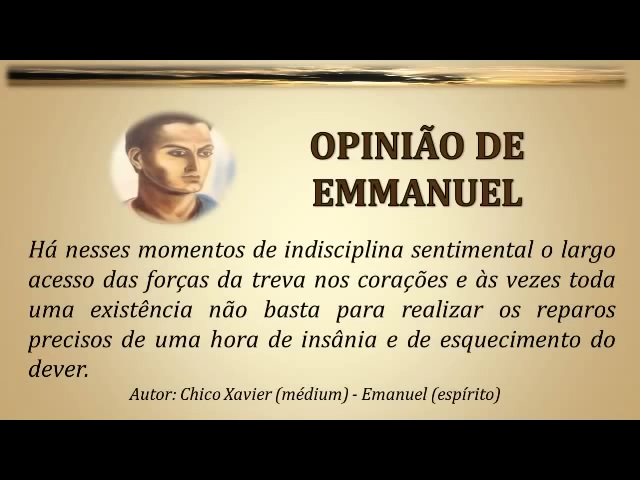 OPINIÃO DE
EMMANUEL
Há nesses momentos de indisciplina sentimental o largo
acesso das forças da treva nos corações e às vezes toda
uma existência não basta para realizar os reparos
precisos de uma hora de insânia e de esquecimento do
dever.
Autor: Chico Xavier (médium) - Emanuel (espírito)